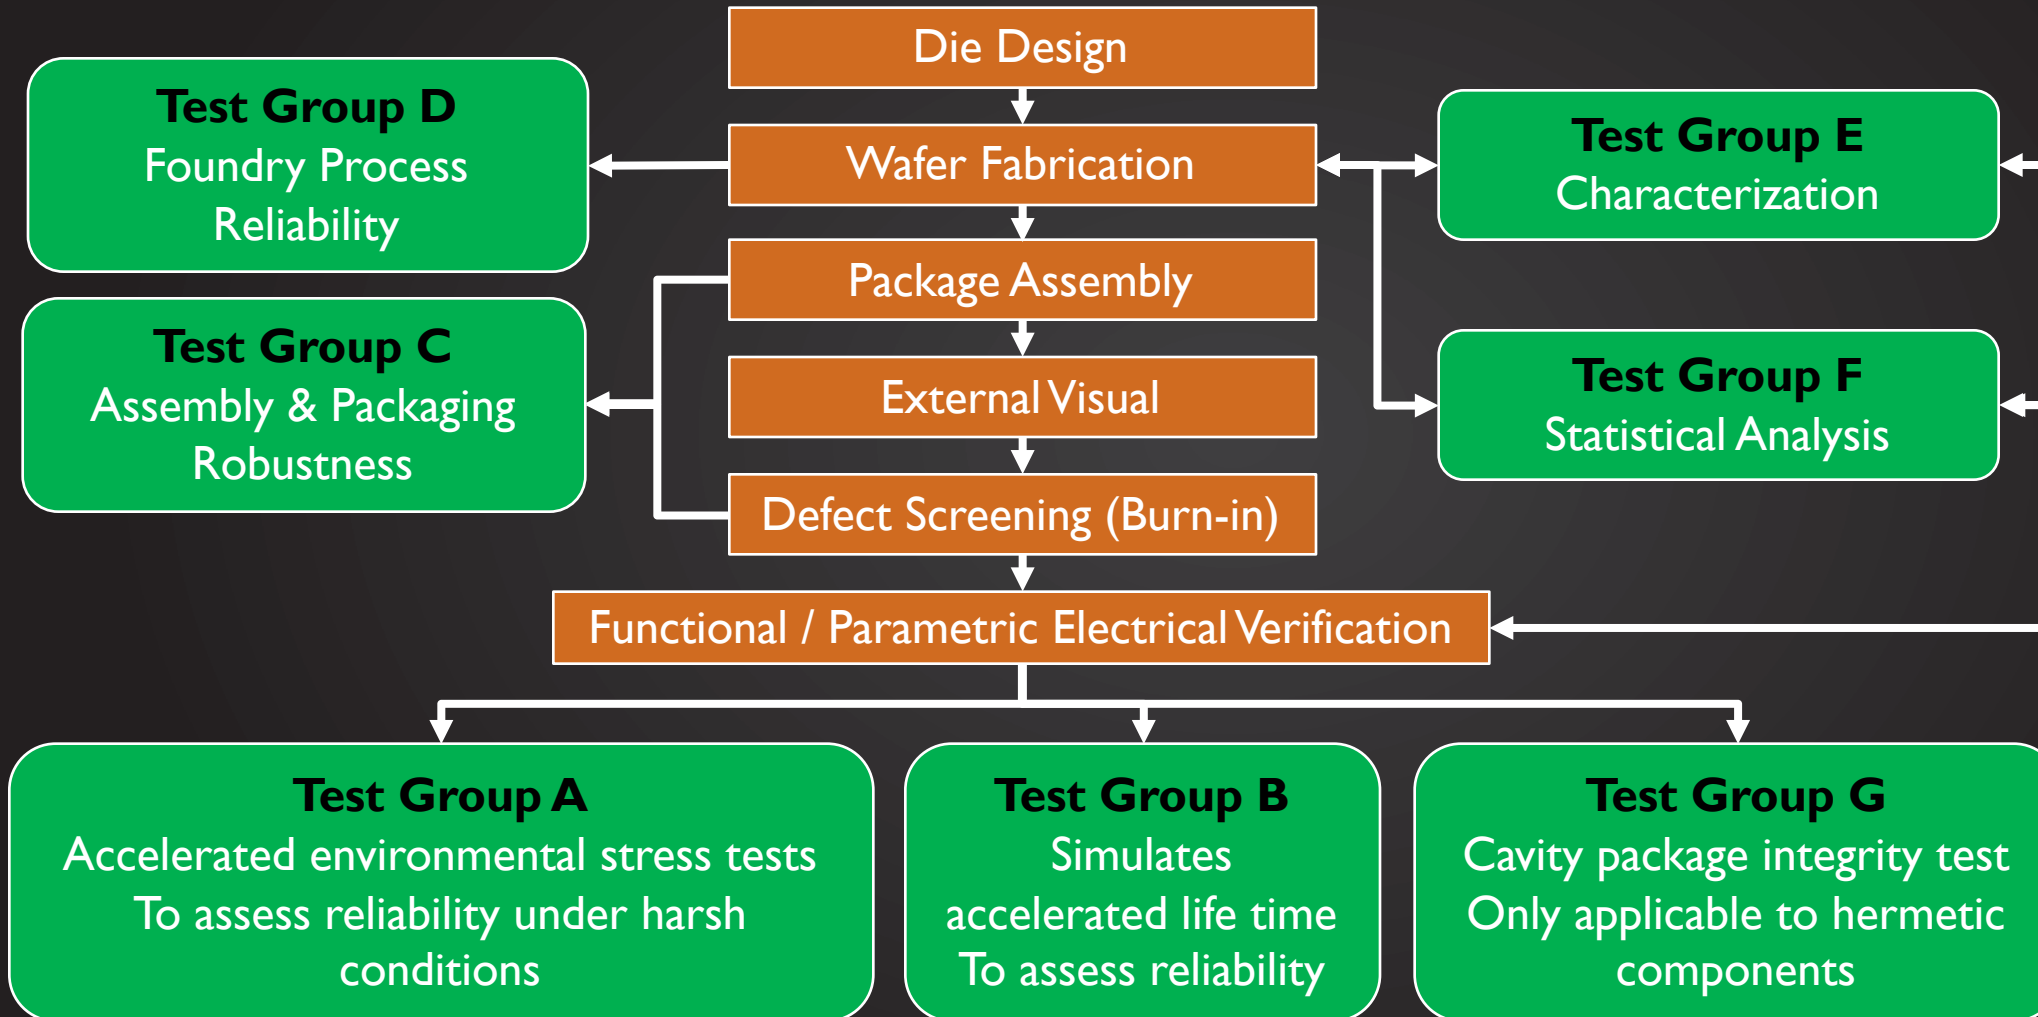 Die Design
Test Group D
Foundry Process
Reliability
Wafer Fabrication
Test Group E
Characterization
Package Assembly
Test Group C
Assembly & Packaging
Robustness
External Visual
Test Group F
Statistical Analysis
Defect Screening (Burn-in)
Functional / Parametric Electrical Verification
Test Group A
Accelerated environmental stress tests
To assess reliability under harsh
conditions
Test Group B
Simulates
accelerated life time
To assess reliability
Test Group G
Cavity package integrity test
Only applicable to hermetic
components